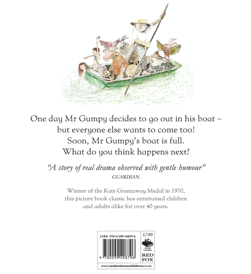 One day Mr Gumpy decides to go out in his boat –
but everyone else wants to come too!
Soon, Mr Gumpy's boat is full.
What do you think happens next?
"A story of real drama observed with gentle humour"
GUARDIAN
Winner of the Kate Greenaway Medal in 1970,
this picture book classic has entertained children
and adults alike for over 40 years.
£7.99
RED
FOX